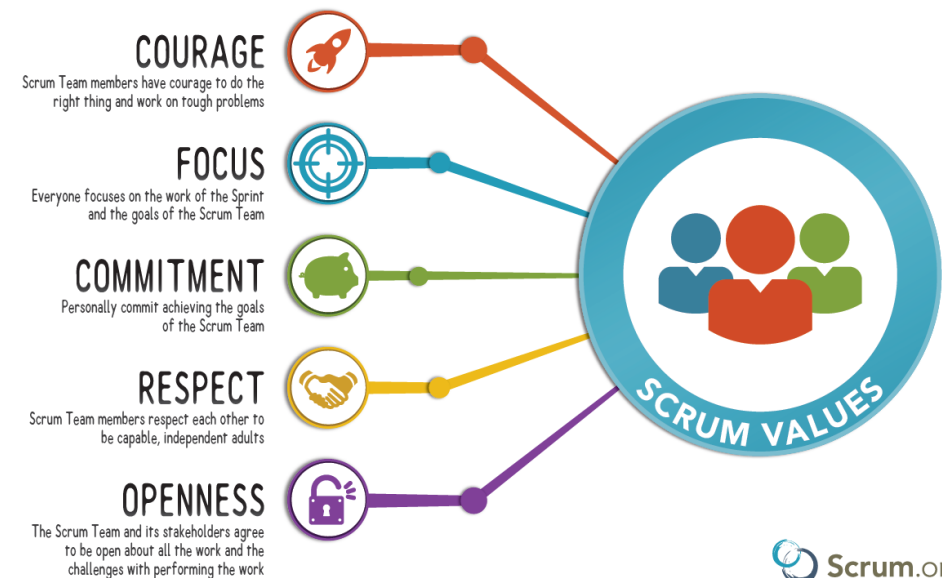 COURAGE
Scrum Team members have courage to do the
right thing and work on tough problems
FOCUS
Everyone focuses on the work of the Sprint
and the goals of the Scrum Team
COMMITMENT
Personally commit achieving the goals
of the Scrum Team
RESPECT
Scrum Team members respect each other to
be capable, independent adults
OPENNESS
The Scrum Team and its stakeholders agree
to be open about all the work and the
challenges with performing the work
SCRUM VALUES
Scrum.or